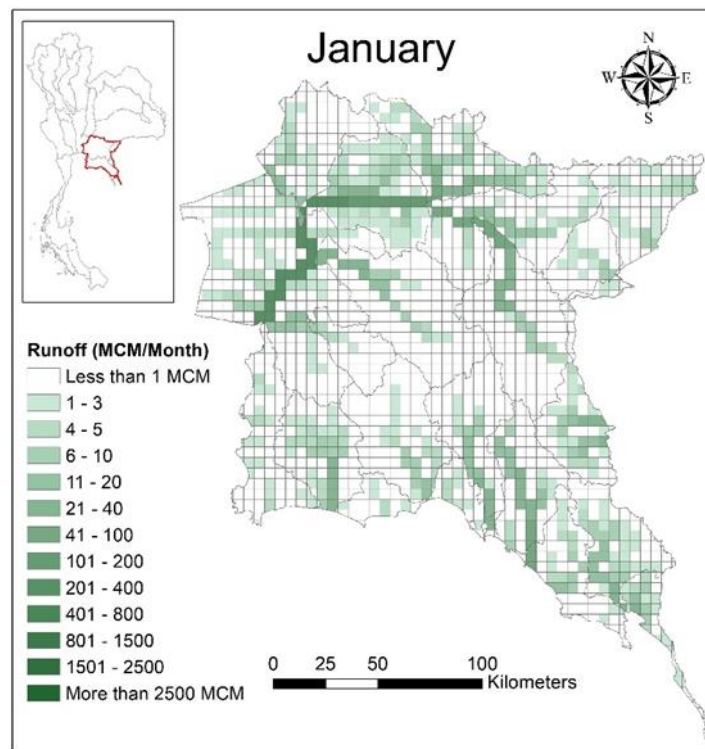 January
N
W E
S
Runoff (MCM/Month)
Less than 1 MCM
1 - 3
4 - 5
6 - 10
11 - 20
21 - 40
41 - 100
101 - 200
201 - 400
401 - 800
801 - 1500
1501 - 2500
More than 2500 MCM
0 25 50 100
Kilometers